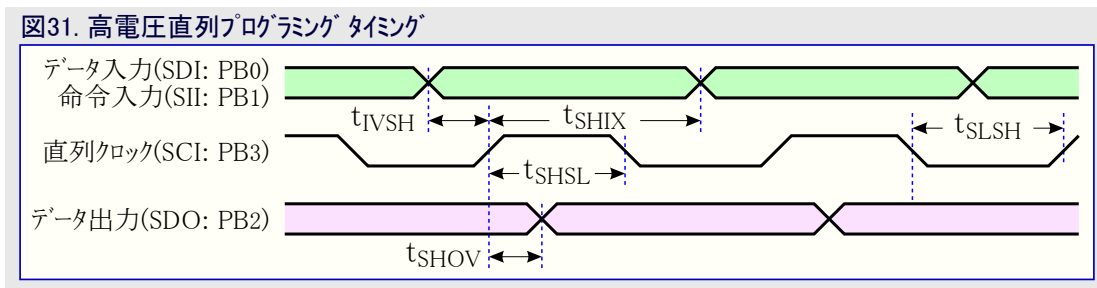 図31. 高電圧直列プログラミング タイミング
データ入力(SDI: PB0)
命令入力(SII: PB1)
tIVSH
tSHIX
tSLSH
直列クロック(SCI: PB3)
tSHSL
データ出力(SDO: PB2)
tSHOV